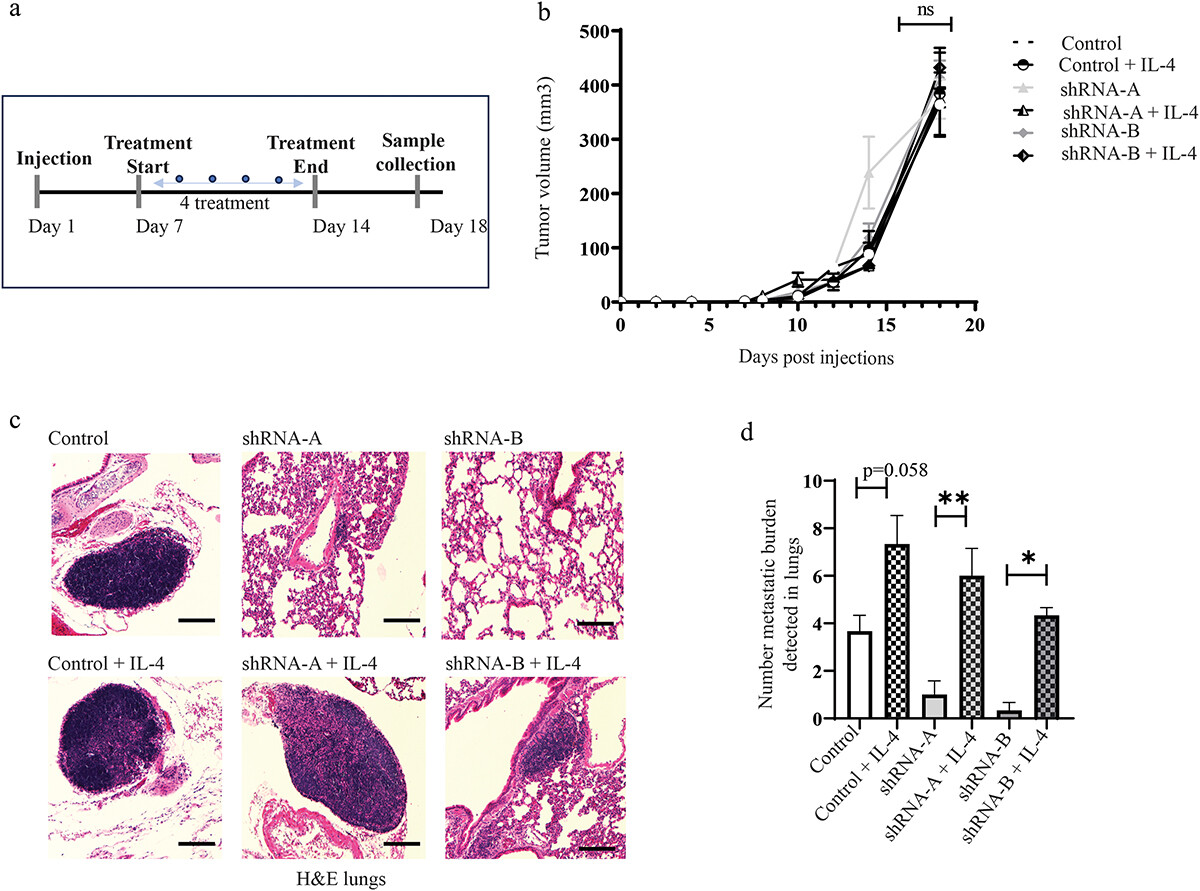 a
Injection
Treatment
Start
Treatment
End
Sample
collection
4 treatment
Day 1
Day 7
Day 14
Day 18
b
ns
Tumor volume (mm3)
500
400
300
200
100
0
0
5
10
15
20
Days post injections
Control
Control + IL-4
shRNA-A
shRNA-A + IL-4
shRNA-B
shRNA-B + IL-4
c
Control
shRNA-A
shRNA-B
Control + IL-4
shRNA-A + IL-4
shRNA-B + IL-4
H&E lungs
d
p=0.058
**
*
Number metastatic burden
detected in lungs
10
8
6
4
2
0
Control
Control + IL-4
shRNA-A
shRNA-A + IL-4
shRNA-B
shRNA-B + IL-4